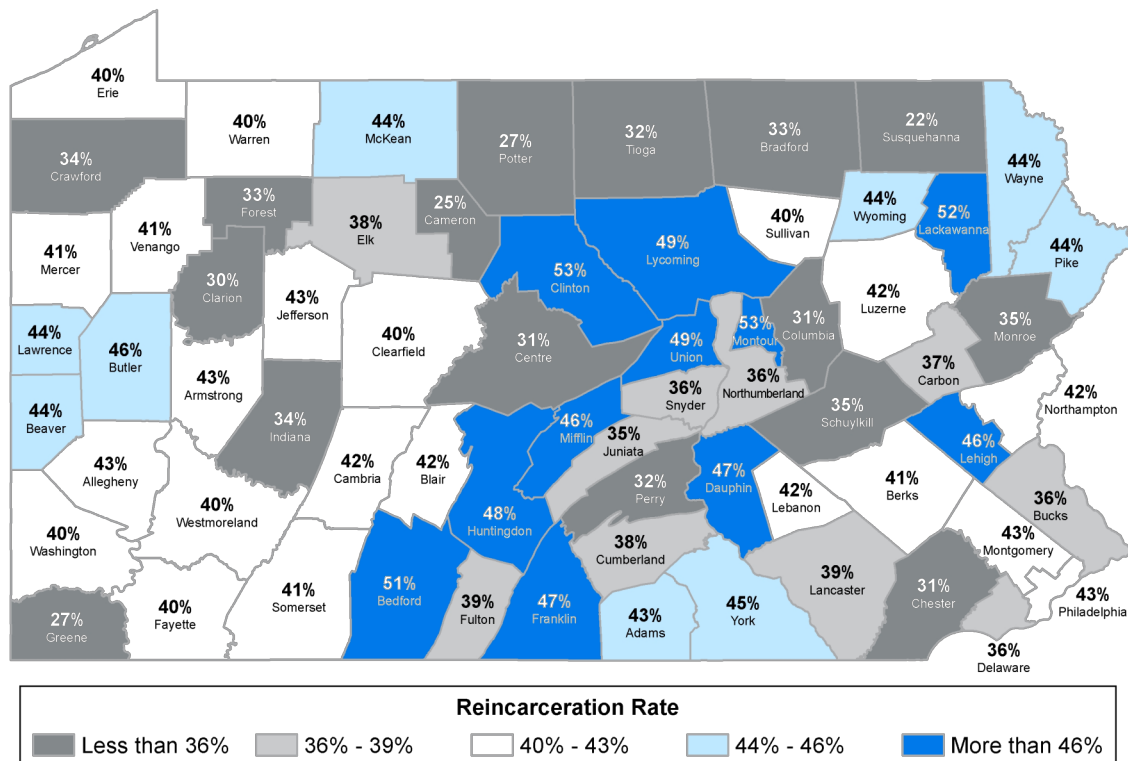 40%
Erie
40%
Warren
44%
McKean
27%
Potter
32%
Tioga
33%
Bradford
22%
Susquehanna
34%
Crawford
33%
Forest
38%
Elk
25%
Cameron
44%
Wayne
44%
Wyoming
52%
Lackawanna
41%
Mercer
41%
Venango
40%
Sullivan
49%
Lycoming
44%
Pike
53%
Clinton
30%
Clarion
43%
Jefferson
42%
Luzerne
44%
Lawrence
46%
Butler
40%
Clearfield
31%
Centre
49%
Union
53%
Montour
31%
Columbia
35%
Monroe
43%
Armstrong
36%
Snyder
36%
Northumberland
37%
Carbon
44%
Beaver
42%
Northampton
34%
Indiana
46%
Mifflin
35%
Juniata
35%
Schuylkill
46%
Lehigh
43%
Allegheny
42%
Cambria
42%
Blair
32%
Perry
47%
Dauphin
42%
Lebanon
41%
Berks
36%
Bucks
40%
Westmoreland
48%
Huntingdon
40%
Washington
38%
Cumberland
43%
Montgomery
41%
Somerset
51%
Bedford
39%
Fulton
47%
Franklin
39%
Lancaster
31%
Chester
43%
Philadelphia
27%
Greene
40%
Fayette
43%
Adams
45%
York
36%
Delaware
Reincarceration Rate
Less than 36%
36% - 39%
40% - 43%
44% - 46%
More than 46%